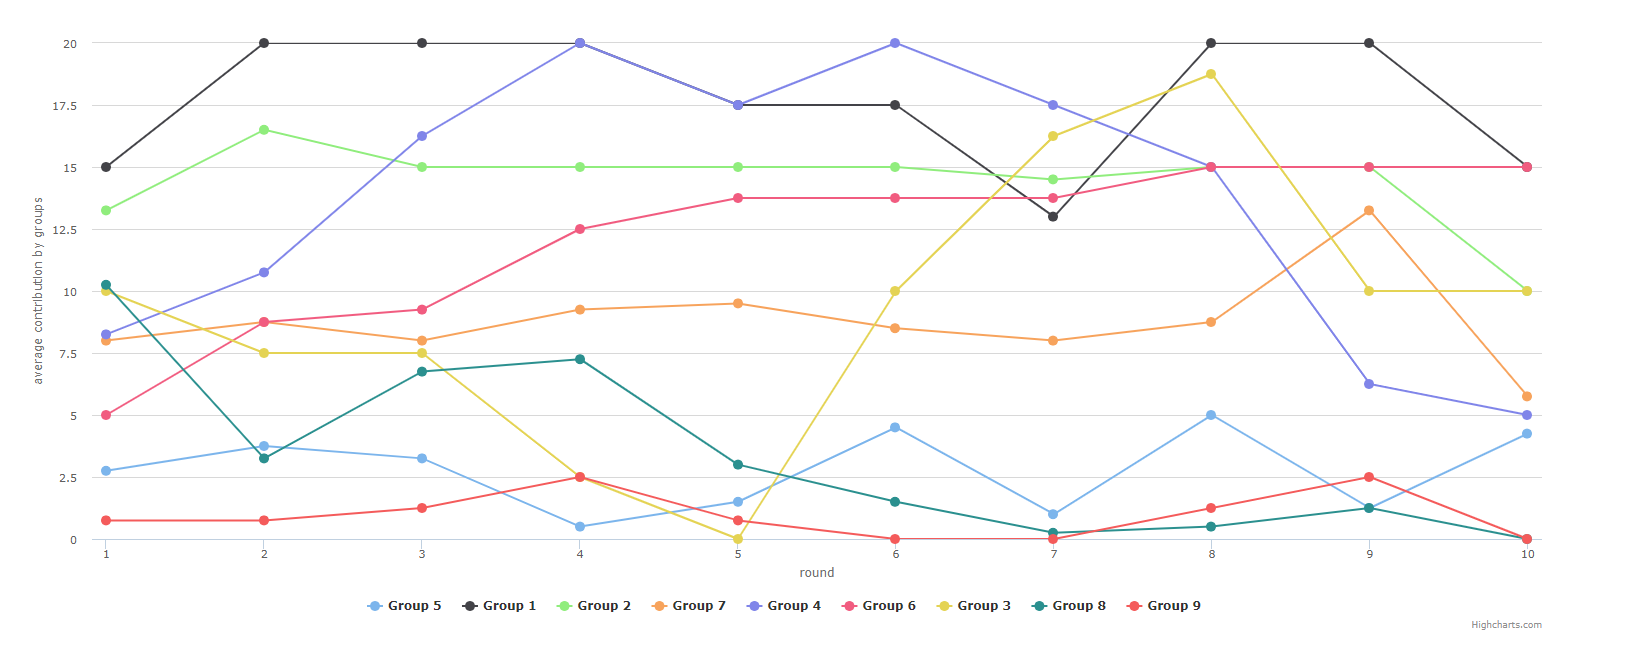 20
17.5
15
12.5
10
7.5
5
2.5
0
average contribution by groups
1 2 3 4 5 6 7 8 9 10
round
Group 5 Group 1 Group 2 Group 7 Group 4 Group 6 Group 3 Group 8 Group 9
Highcharts.com